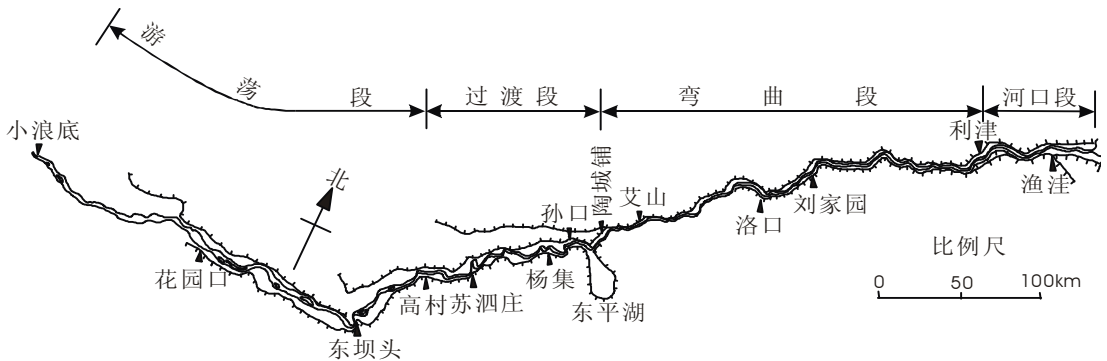 游荡段
过渡段
弯曲段
河口段
小浪底
利津
北
陶城铺
渔洼
艾山
孙口
刘家园
洛口
花园口
杨集
比例尺
高村
苏泗庄
东平湖
0 50 100km
东坝头